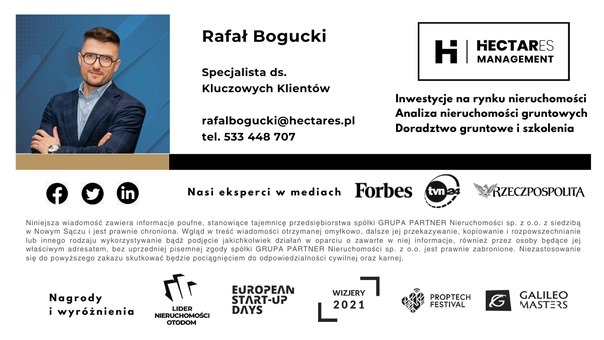 Rafał Bogucki
Specjalista ds.
Kluczowych Klientów
rafalbogucki@hectares.pl
tel. 533 448 707
HECTARES
MANAGEMENT
Inwestycje na rynku nieruchomości
Analiza nieruchomości gruntowych
Doradztwo gruntowe i szkolenia
Nasi eksperci w mediach
Forbes
tvn24
RZECZPOSPOLITA
Niniejsza wiadomość zawiera informacje poufne, stanowiące tajemnicę przedsiębiorstwa spółki GRUPA PARTNER Nieruchomości sp. z o.o. z siedzibą
w Nowym Sączu i jest prawnie chroniona. Wgląd w treść wiadomości otrzymanej omyłkowo, dalsze jej przekazywanie, kopiowanie i rozpowszechnianie
lub innego rodzaju wykorzystywanie bądź podjęcie jakichkolwiek działań w oparciu o zawarte w niej informacje, również przez osoby będące jej
właściwym adresatem, bez uprzedniej pisemnej zgody spółki GRUPA PARTNER Nieruchomości sp. z o.o. jest prawnie zabronione. Niezastosowanie
się do powyższego zakazu skutkować będzie pociągnięciem do odpowiedzialności cywilnej oraz karnej.
Nagrody
i wyróżnienia
LIDER
NIERUCHOMOŚCI
OTODOM
EUROPEAN
START-UP
DAYS
WIZJERY
2021
PROPTECH
FESTIVAL
GALILEO
MASTERS